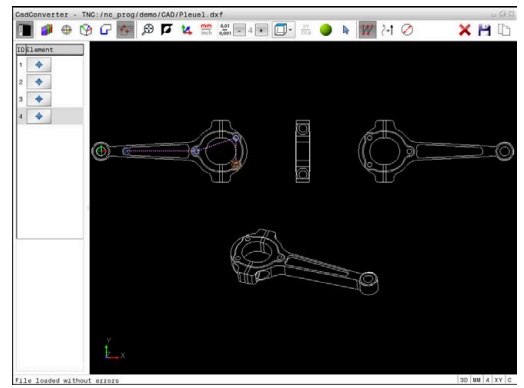 CadConverter - TNC:/nc_prog/demo/CAD/Pleuel.dxf
mm inch 0,01 0,001 4
ID Element
1
2
3
4
Y
Z X
File loaded without errors
3D MM 4 XY C